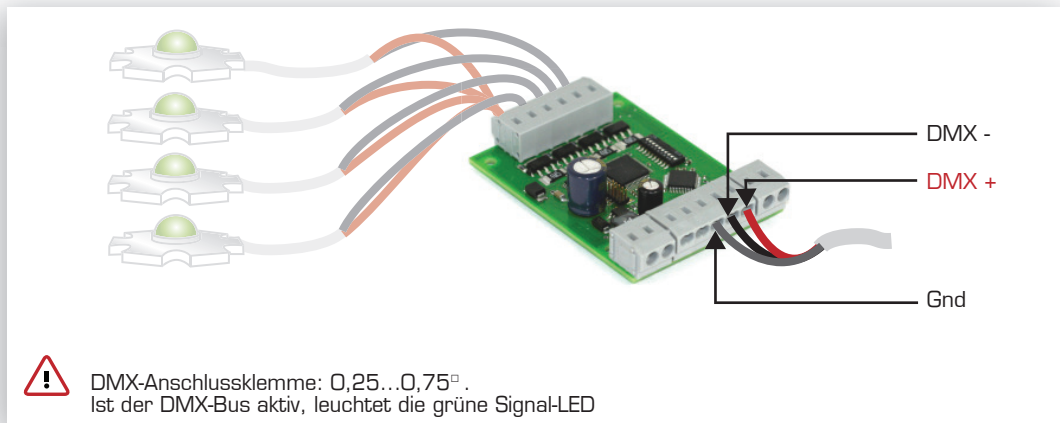 DMX -
DMX +
Gnd
DMX-Anschlussklemme: 0,25...0,75□ .
Ist der DMX-Bus aktiv, leuchtet die grüne Signal-LED